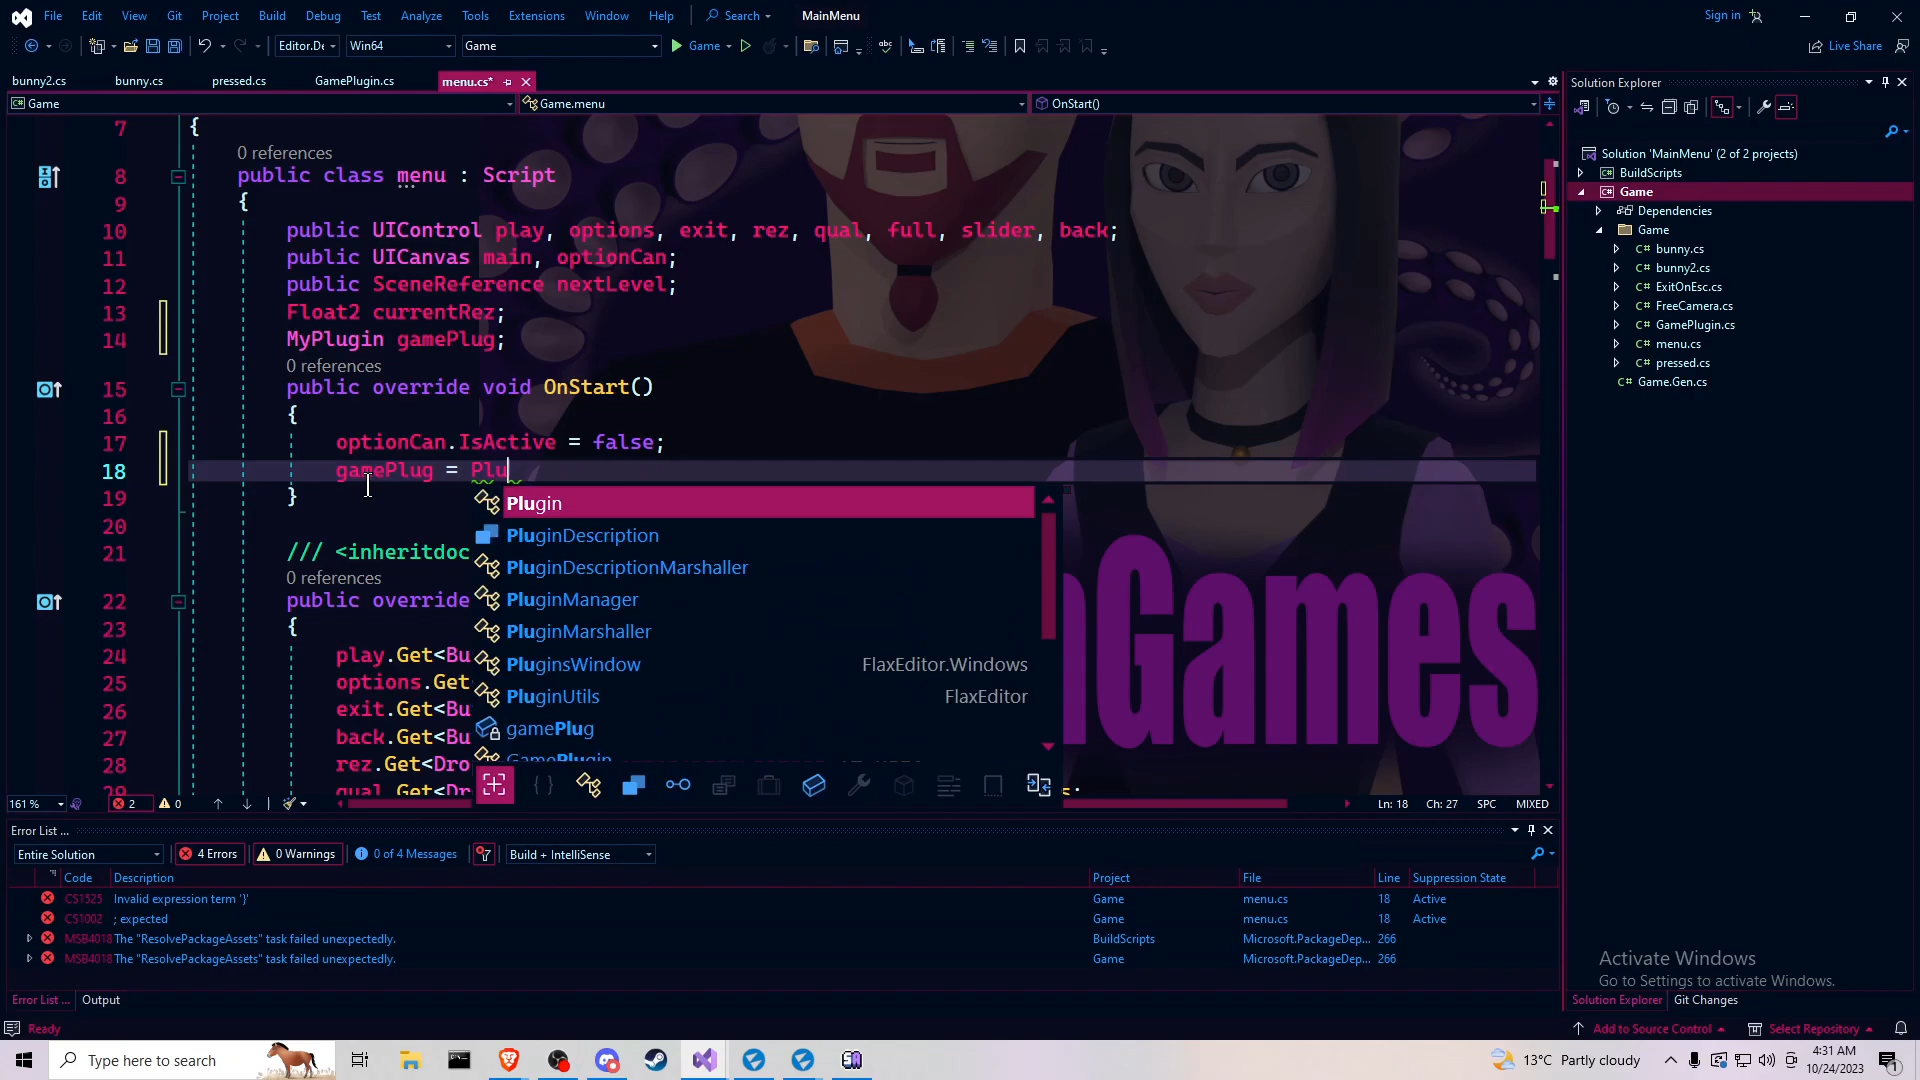 File Edit View Git Project Build Debug Test Analyze Tools Extensions Window Help Search MainMenu Sign in
Editor.De Win64 Game Game Live Share
bunny2.cs bunny.cs pressed.cs GamePlugin.cs menu.cs*
Game Game.menu OnStart()
7 {
0 references
8 public class menu : Script
9 {
10 public UIControl play, options, exit, rez, qual, full, slider, back;
11 public UICanvas main, optionCan;
12 public SceneReference nextLevel;
13 Float2 currentRez;
14 MyPlugin gamePlug;
0 references
15 public override void OnStart()
16 {
17 optionCan.IsActive = false;
18 gamePlug = Plu
19 }
20
21 /// <inheritdoc
0 references
22 public override
23 {
24 play.Get<Bu
25 options.Get
26 exit.Get<Bu
27 back.Get<Bu
28 rez.Get<Dro
29 qual.Get<Dr
Plugin
PluginDescription
PluginDescriptionMarshaller
PluginManager
PluginMarshaller
PluginsWindow FlaxEditor.Windows
PluginUtils FlaxEditor
gamePlug
GamePlugin
Games
161 % 2 0 Ln: 18 Ch: 27 SPC MIXED
Error List ...
Entire Solution 4 Errors 0 Warnings 0 of 4 Messages Build + IntelliSense
Code Description Project File Line Suppression State
CS1525 Invalid expression term '}' Game menu.cs 18 Active
CS1002 ; expected Game menu.cs 18 Active
MSB4018 The "ResolvePackageAssets" task failed unexpectedly. BuildScripts Microsoft.PackageDep... 266
MSB4018 The "ResolvePackageAssets" task failed unexpectedly. Game Microsoft.PackageDep... 266
Error List ... Output
Solution Explorer
Solution 'MainMenu' (2 of 2 projects)
BuildScripts
Game
Dependencies
Game
C# bunny.cs
C# bunny2.cs
C# ExitOnEsc.cs
C# FreeCamera.cs
C# GamePlugin.cs
C# menu.cs
C# pressed.cs
C# Game.Gen.cs
Activate Windows
Go to Settings to activate Windows.
Solution Explorer Git Changes
Ready Add to Source Control Select Repository
Type here to search 13°C Partly cloudy 4:31 AM
10/24/2023